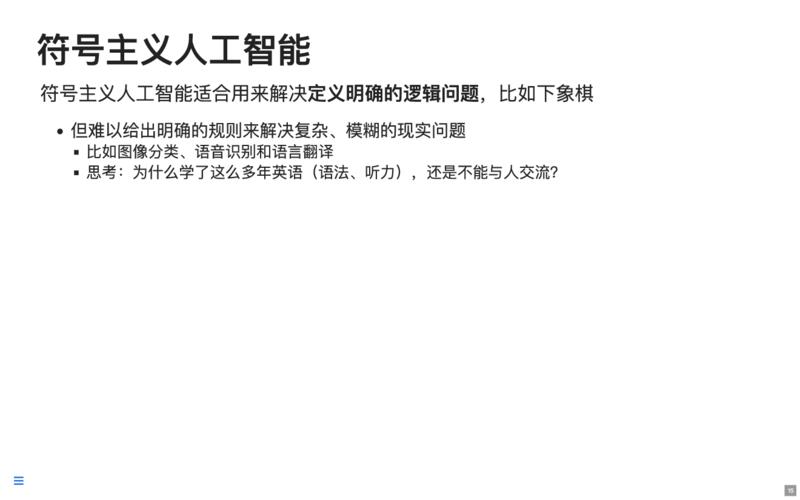 符号主义人工智能
符号主义人工智能适合用来解决定义明确的逻辑问题，比如下象棋
• 但难以给出明确的规则来解决复杂、模糊的现实问题
▪ 比如图像分类、语音识别和语言翻译
▪ 思考：为什么学了这么多年英语（语法、听力），还是不能与人交流？
15